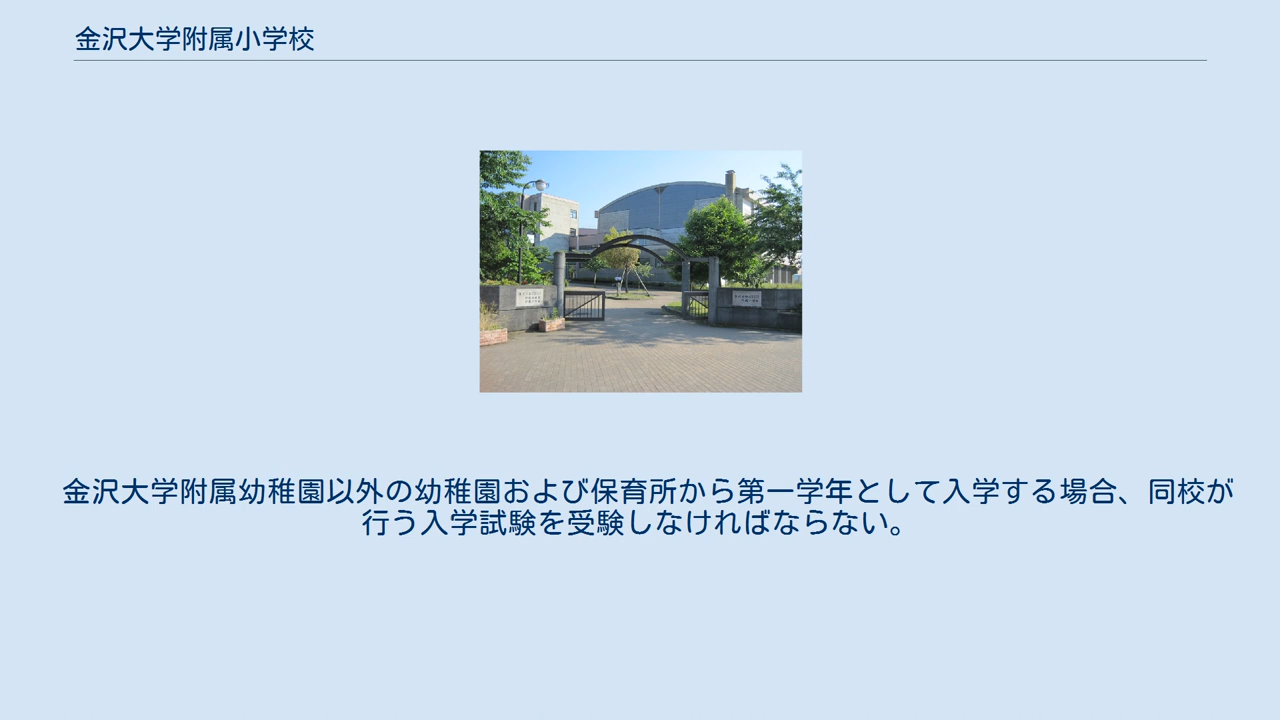 金沢大学附属小学校
金沢大学附属幼稚園以外の幼稚園および保育所から第一学年として入学する場合、同校が
行う入学試験を受験しなければならない。